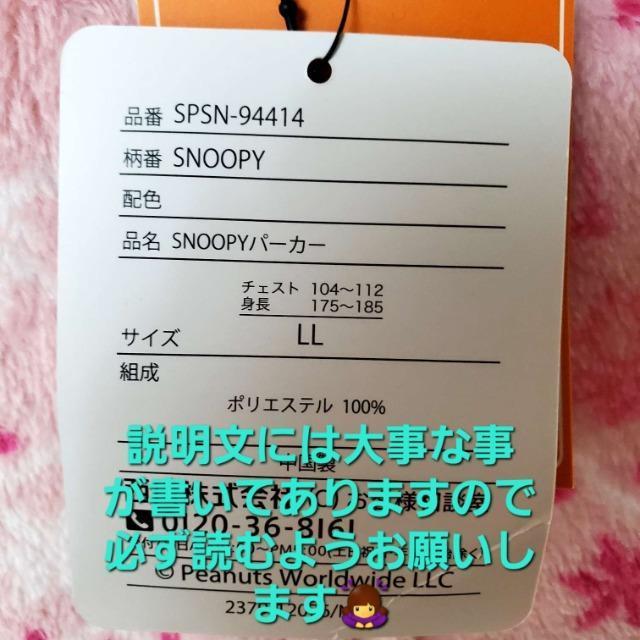 品番 SPSN-94414
柄番 SNOOPY
配色
品名 SNOOPYパーカー
チェスト 104～112
身長 175～185
サイズ LL
組成
ポリエステル 100%
中国製
説明文には大事な事
が書いてありますので
必ず読むようお願いし
ます🙇‍♀️
株式会社
0120-36-8161
© Peanuts Worldwide LLC